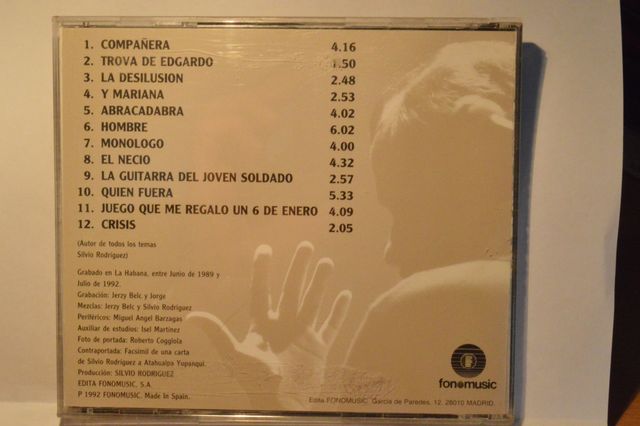 1. COMPAÑERA 4.16
2. TROVA DE EDGARDO 1.50
3. LA DESILUSION 2.48
4. Y MARIANA 2.53
5. ABRACADABRA 4.02
6. HOMBRE 6.02
7. MONOLOGO 4.00
8. EL NECIO 4.32
9. LA GUITARRA DEL JOVEN SOLDADO 2.57
10. QUIEN FUERA 5.33
11. JUEGO QUE ME REGALO UN 6 DE ENERO 4.09
12. CRISIS 2.05
(Autor de todos los temas
Silvio Rodríguez)
Grabado en La Habana, entre Junio de 1989 y
Julio de 1992.
Grabación: Jerzy Belc y Jorge
Mezclas: Jerzy Belc y Silvio Rodríguez
Periféricos: Miguel Angel Barzagas
Auxiliar de estudios: Isel Martínez
Foto de portada: Roberto Coggiola
Contraportada: Facsímil de una carta
de Silvio Rodríguez a Atahualpa Yupanqui.
Producción: SILVIO RODRIGUEZ
EDITA FONOMUSIC, S.A.
P 1992 FONOMUSIC. Made in Spain.
fonomusic
Edita FONOMUSIC. García de Paredes, 12. 28010 MADRID.